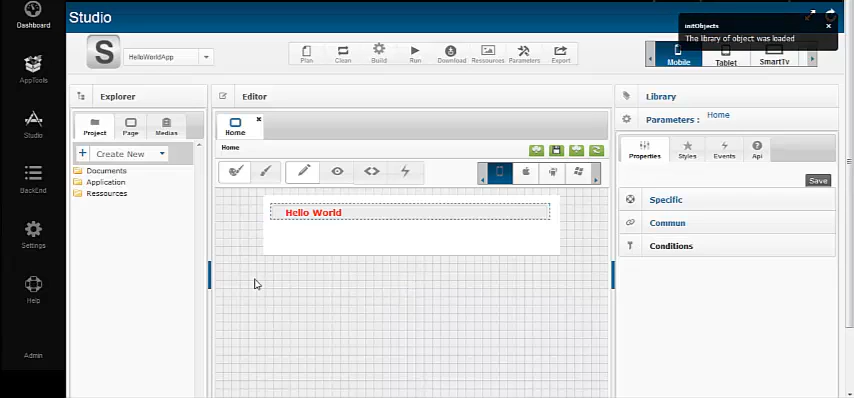 Dashboard
AppTools
Studio
BackEnd
Settings
Help
Admin
Studio
initObjects
The library of object was loaded
S
HelloWorldApp
Plan
Clean
Build
Run
Download
Ressources
Parameters
Export
Mobile
Tablet
SmartTv
Explorer
Project
Page
Medias
Create New
Documents
Application
Ressources
Editor
Home
Home
Hello World
Library
Parameters :
Home
Properties
Styles
Events
Api
Save
Specific
Commun
Conditions